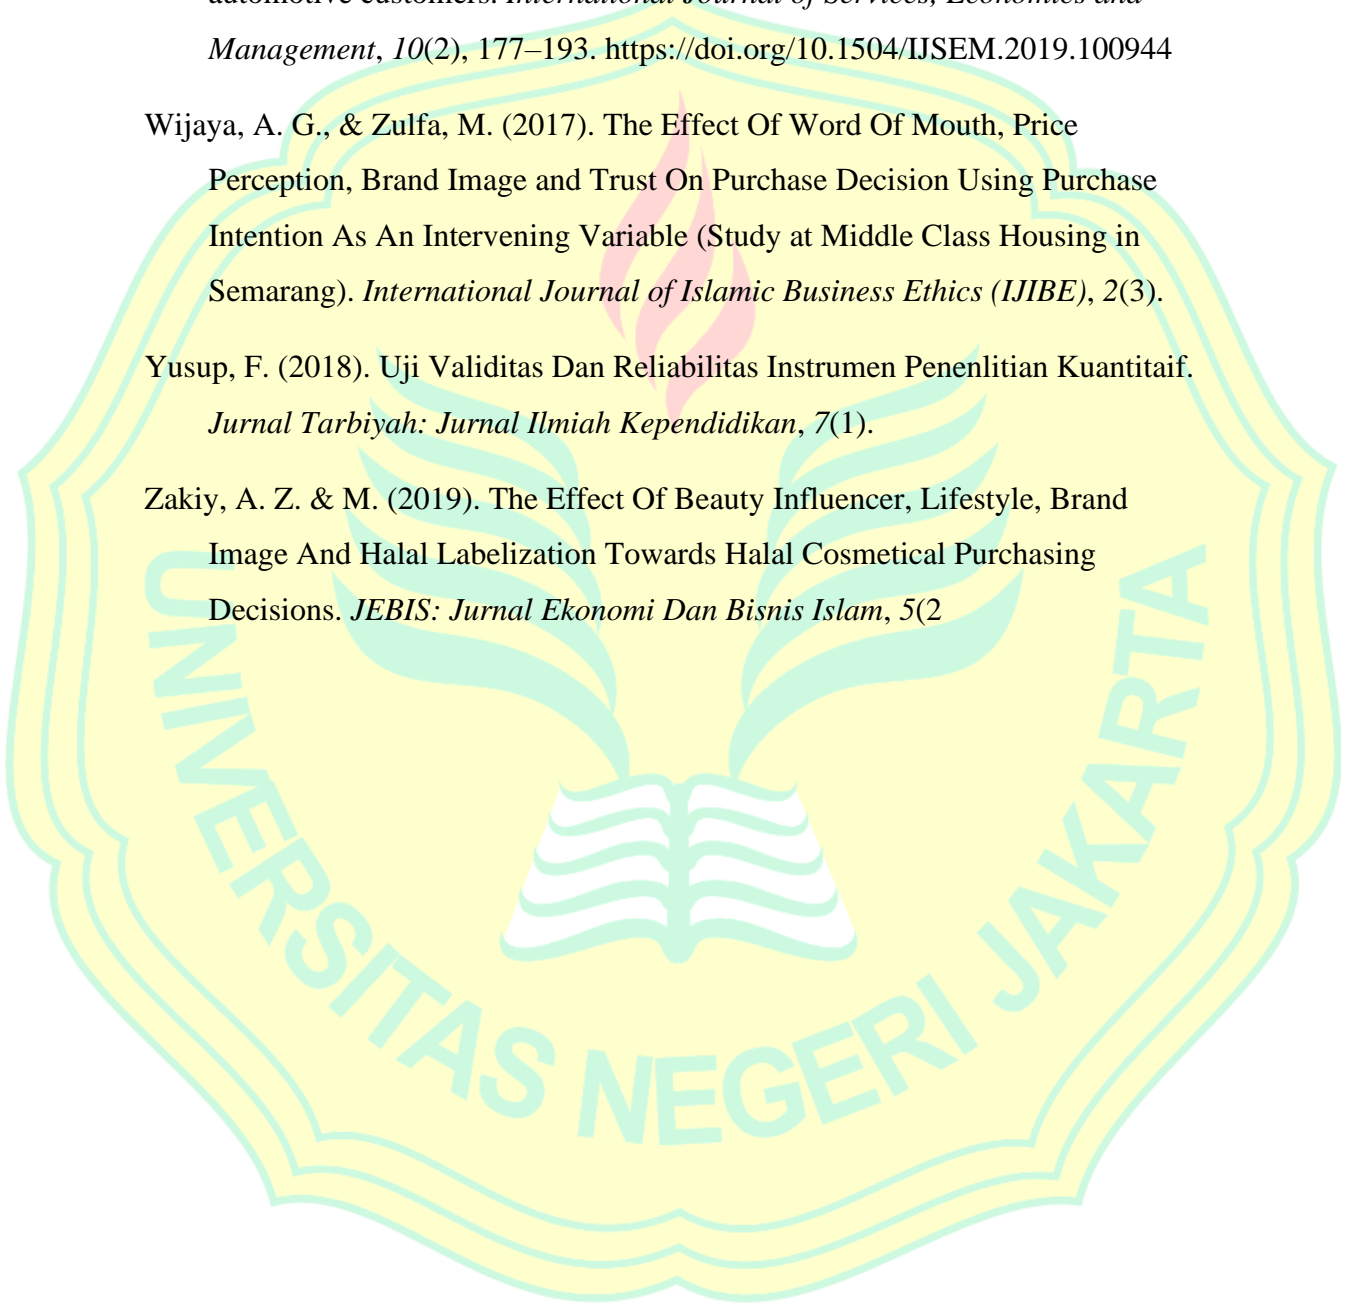 automotive customers. International Journal of Services, Economics and
Management, 10(2), 177–193. https://doi.org/10.1504/IJSEM.2019.100944
Wijaya, A. G., & Zulfa, M. (2017). The Effect Of Word Of Mouth, Price
Perception, Brand Image and Trust On Purchase Decision Using Purchase
Intention As An Intervening Variable (Study at Middle Class Housing in
Semarang). International Journal of Islamic Business Ethics (IJIBE), 2(3).
Yusup, F. (2018). Uji Validitas Dan Reliabilitas Instrumen Penenlitian Kuantitaif.
Jurnal Tarbiyah: Jurnal Ilmiah Kependidikan, 7(1).
Zakiy, A. Z. & M. (2019). The Effect Of Beauty Influencer, Lifestyle, Brand
Image And Halal Labelization Towards Halal Cosmetical Purchasing
Decisions. JEBIS: Jurnal Ekonomi Dan Bisnis Islam, 5(2
UNIVERSITAS NEGERI JAKARTA